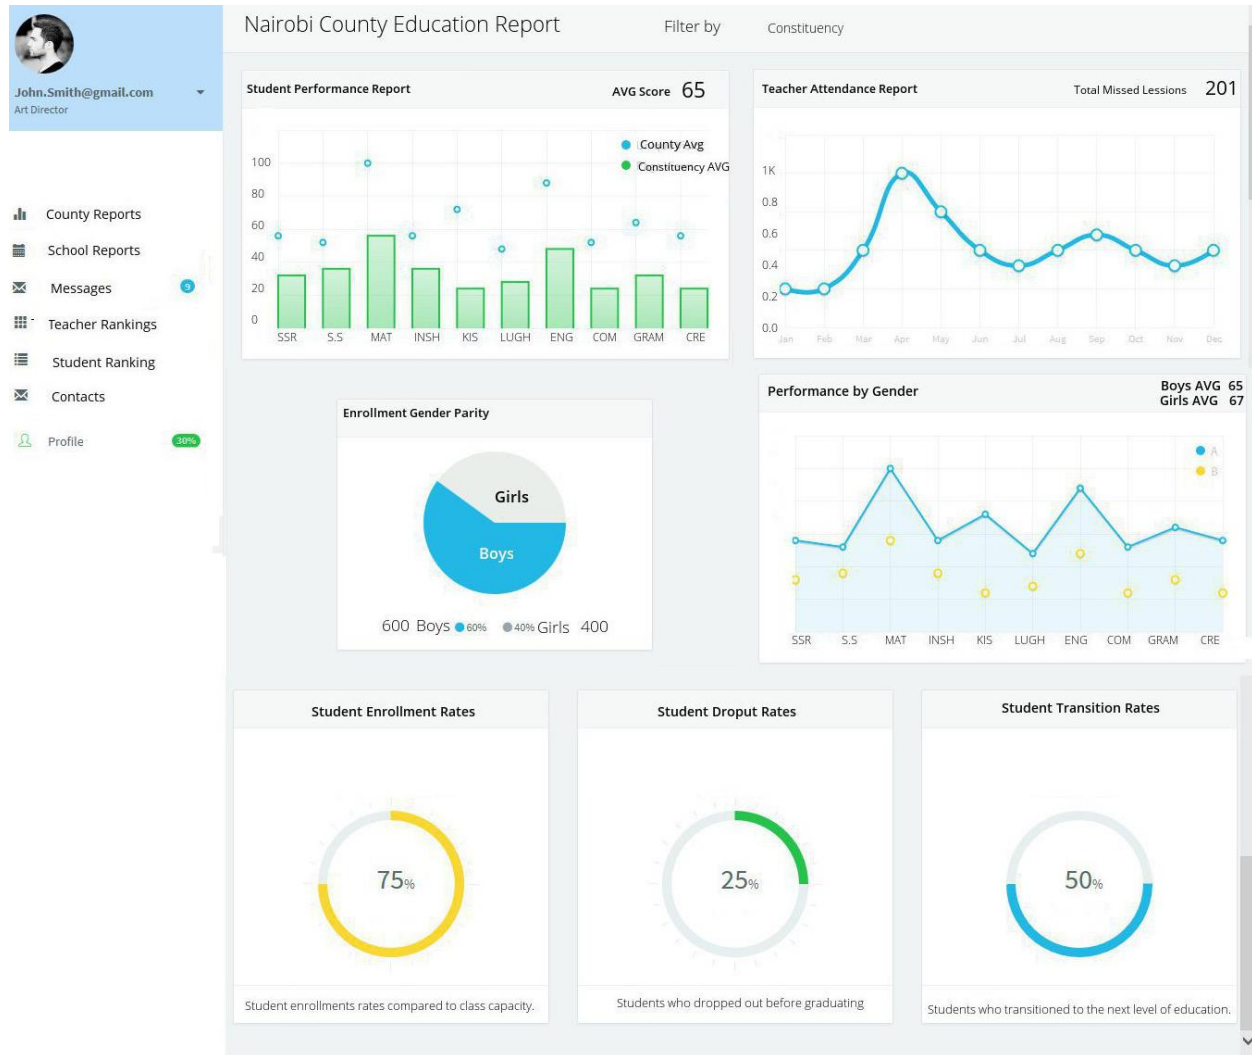 Nairobi County Education Report
Filter by
Constituency
John.Smith@gmail.com
Art Director
County Reports
School Reports
Messages 9
Teacher Rankings
Student Ranking
Contacts
Profile 30%
Student Performance Report
AVG Score 65
County Avg
Constituency AVG
100
80
60
40
20
0
SSR S.S MAT INSH KIS LUGH ENG COM GRAM CRE
Teacher Attendance Report
Total Missed Lessions 201
1K
0.8
0.6
0.4
0.2
0.0
Jan Feb Mar Apr May Jun Jul Aug Sep Oct Nov Dec
Enrollment Gender Parity
Girls
Boys
600 Boys 60% 40% Girls 400
Performance by Gender
Boys AVG 65
Girls AVG 67
A
B
SSR S.S MAT INSH KIS LUGH ENG COM GRAM CRE
Student Enrollment Rates
75%
Student enrollments rates compared to class capacity.
Student Droput Rates
25%
Students who dropped out before graduating
Student Transition Rates
50%
Students who transitioned to the next level of education.